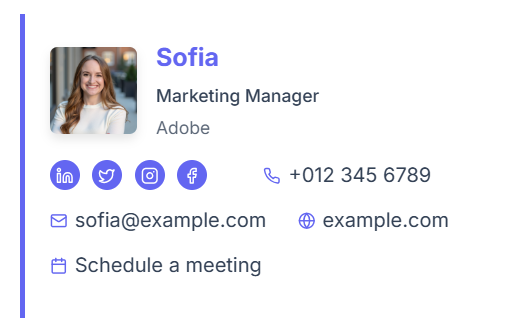 Sofia
Marketing Manager
Adobe
+012 345 6789
sofia@example.com
example.com
Schedule a meeting